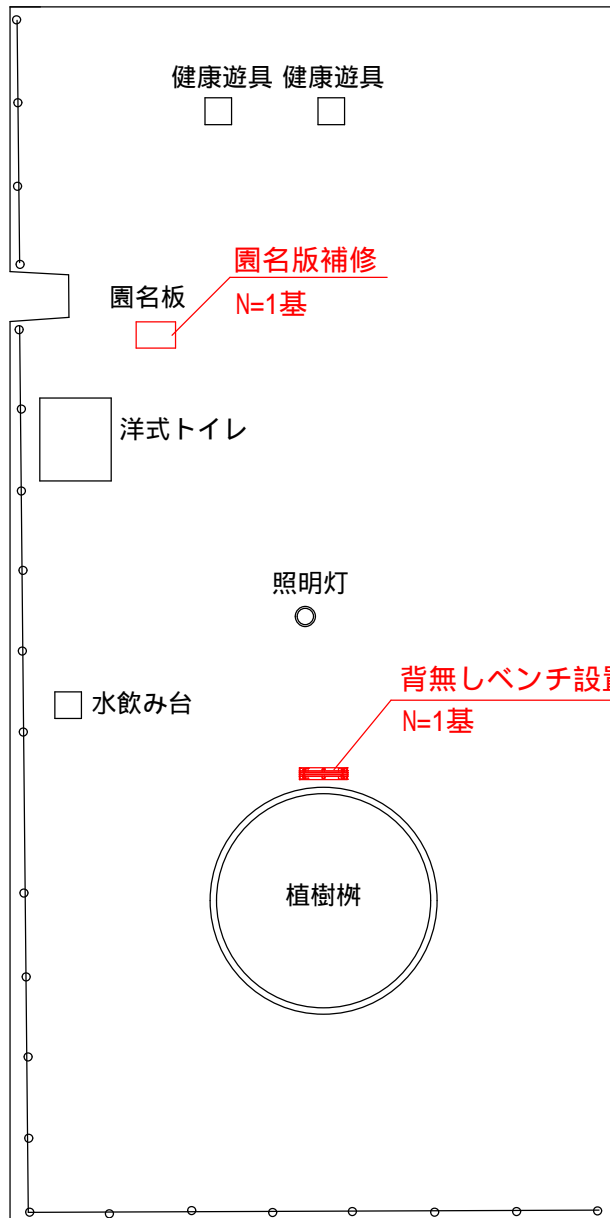 健康遊具 健康遊具
園名版補修
N=1基
園名板
洋式トイレ
照明灯
背無しベンチ設
N=1基
水飲み台
植樹桝